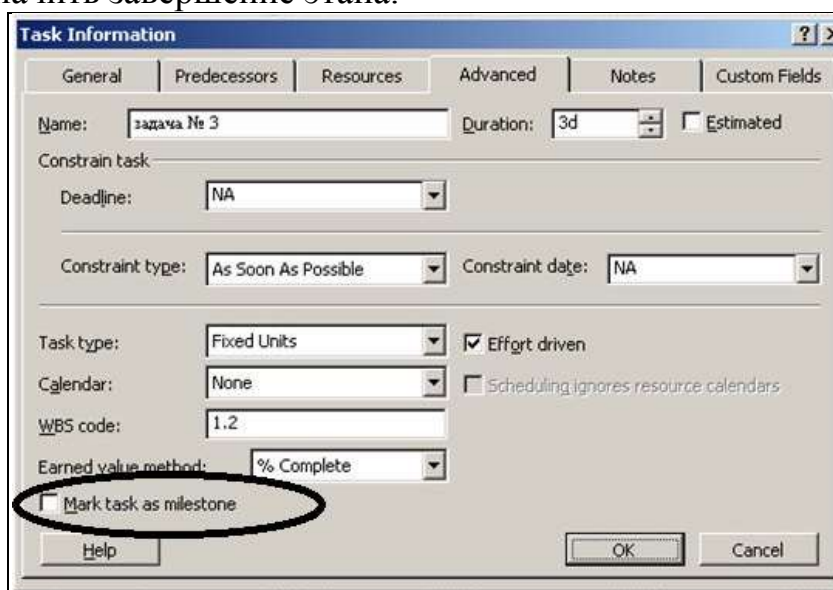 завершение этапа.
Task Information ?
General Predecessors Resources Advanced Notes Custom Fields
Name: задача № 3 Duration: 3d Estimated
Constrain task
Deadline: NA
Constraint type: As Soon As Possible Constraint date: NA
Task type: Fixed Units Effort driven
Calendar: None Scheduling ignores resource calendars
WBS code: 1.2
Earned value method: % Complete
Mark task as milestone
Help OK Cancel